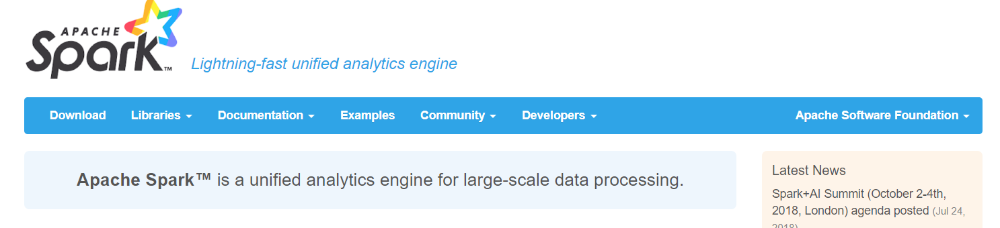 APACHE
Spark™
Lightning-fast unified analytics engine
Download Libraries Documentation Examples Community Developers Apache Software Foundation
Apache Spark™ is a unified analytics engine for large-scale data processing.
Latest News
Spark+AI Summit (October 2-4th,
2018, London) agenda posted (Jul 24,
2018)